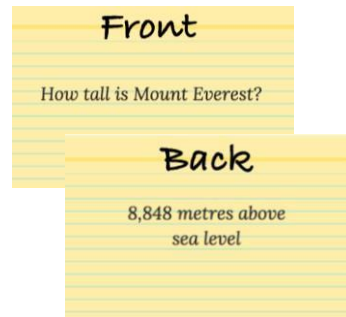 Front
How tall is Mount Everest?
Back
8,848 metres above
sea level